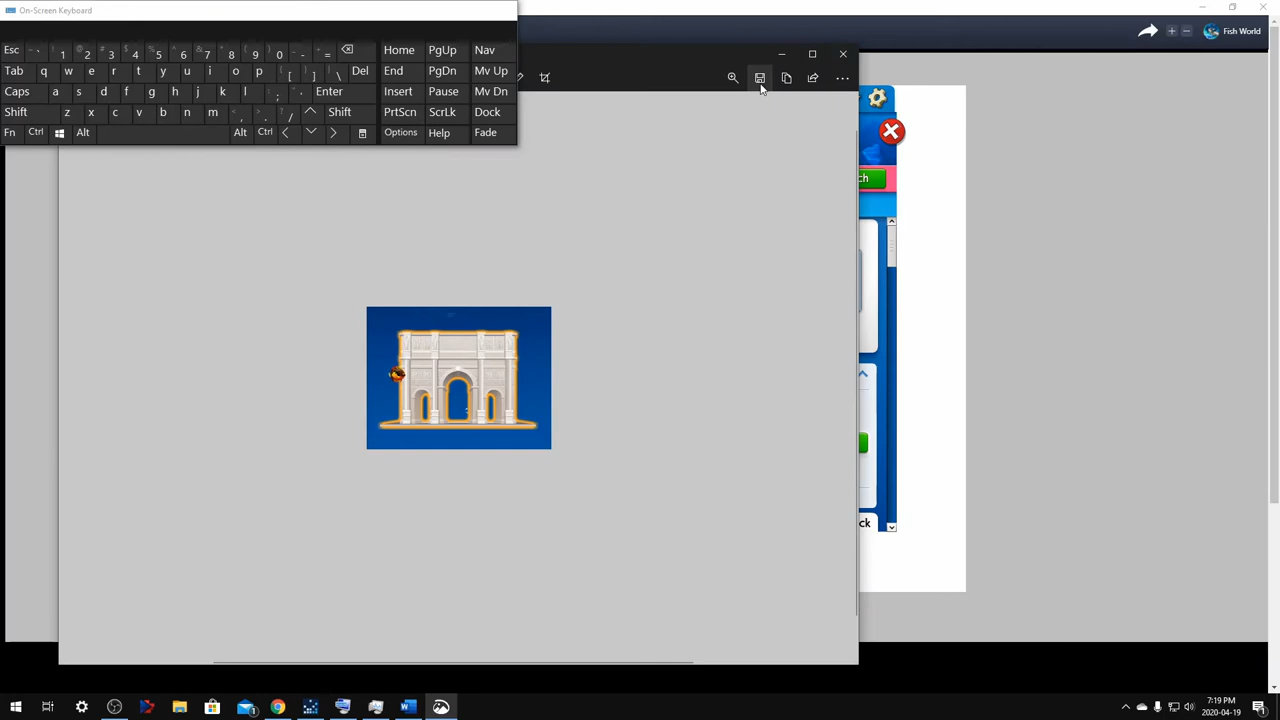 On-Screen Keyboard
Fish World
Esc ~ ` ! 1 @ 2 # 3 $ 4 % 5 ^ 6 & 7 * 8 ( 9 ) 0 _ - + = Home PgUp Nav
Tab q w e r t y u i o p { [ } ] | \ Del End PgDn Mv Up
Caps a s d f g h j k l : ; " ' Enter Insert Pause Mv Dn
Shift z x c v b n m < , > . ? / Shift PrtScn ScrLk Dock
Fn Ctrl Alt Alt Ctrl Options Help Fade
ch
ck
7:19 PM
2020-04-19